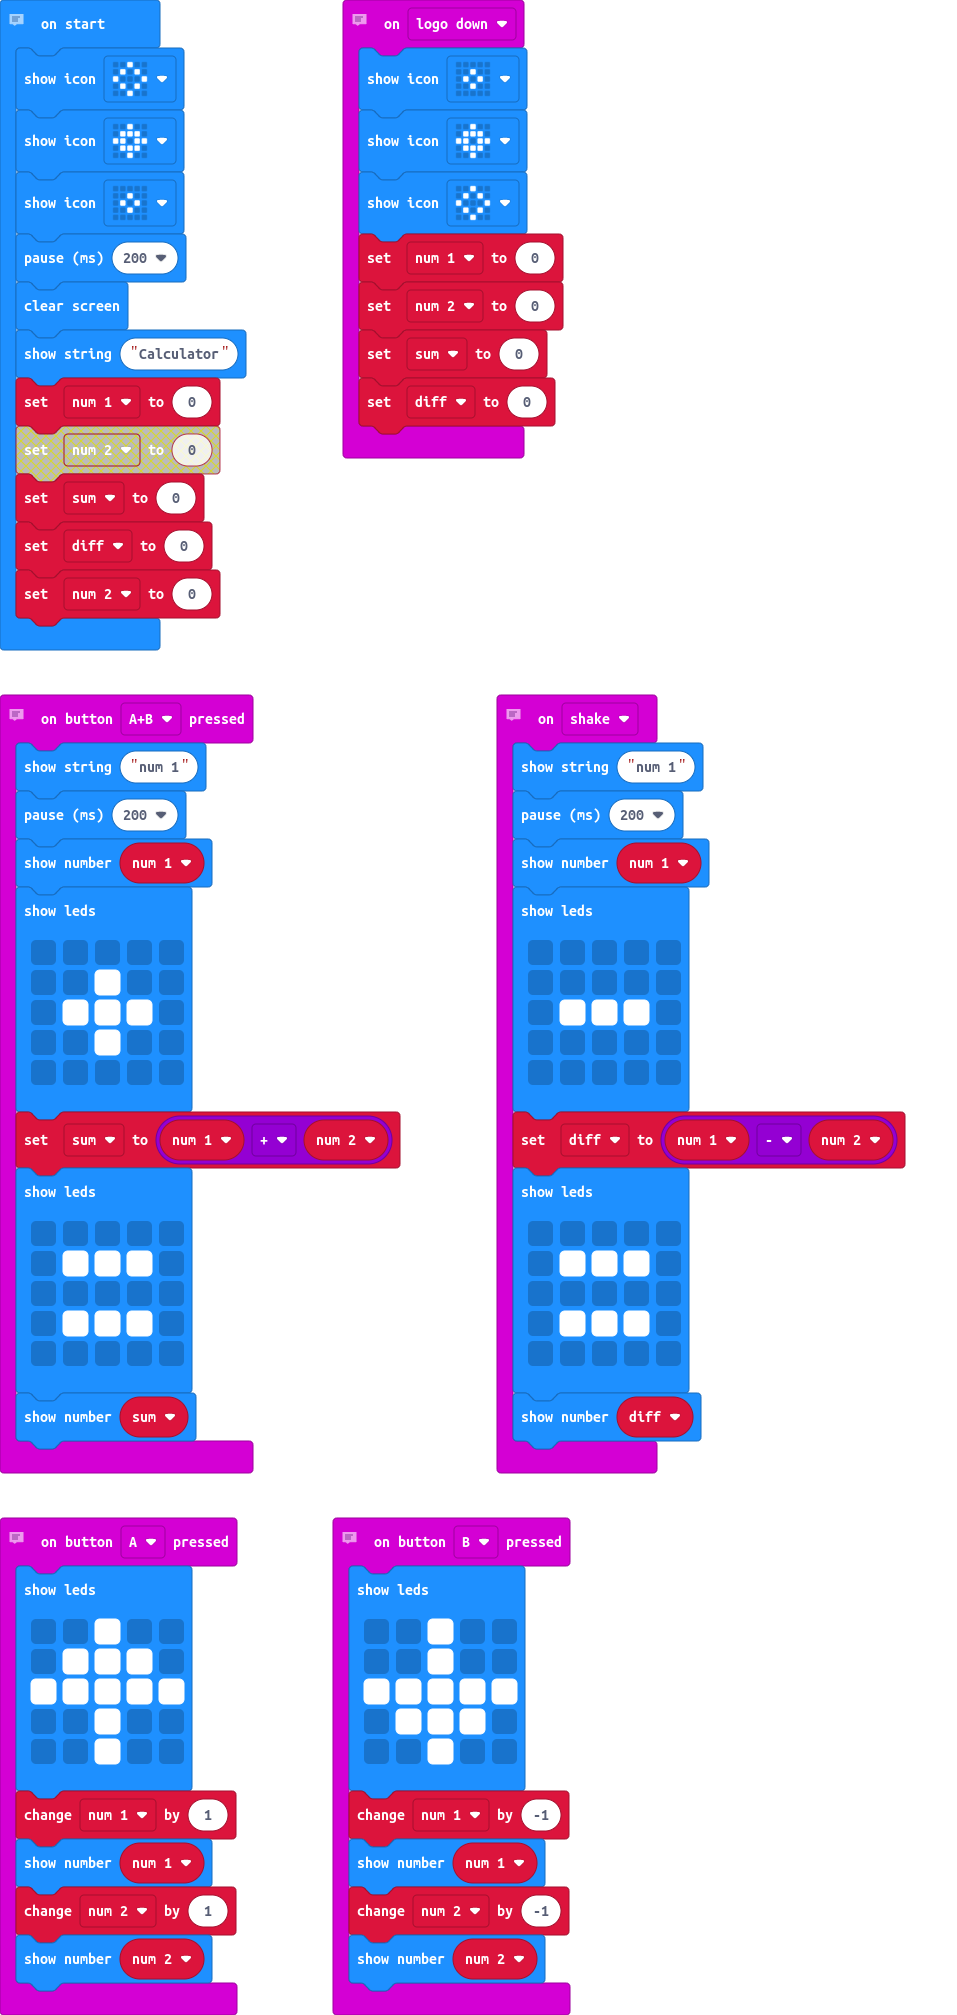 on start
show icon
show icon
show icon
pause (ms) 200
clear screen
show string "Calculator"
set num 1 to 0
set num 2 to 0
set sum to 0
set diff to 0
set num 2 to 0
on logo down
show icon
show icon
show icon
set num 1 to 0
set num 2 to 0
set sum to 0
set diff to 0
on button A+B pressed
show string "num 1"
pause (ms) 200
show number num 1
show leds
set sum to num 1 + num 2
show leds
show number sum
on shake
show string "num 1"
pause (ms) 200
show number num 1
show leds
set diff to num 1 - num 2
show leds
show number diff
on button A pressed
show leds
change num 1 by 1
show number num 1
change num 2 by 1
show number num 2
on button B pressed
show leds
change num 1 by -1
show number num 1
change num 2 by -1
show number num 2